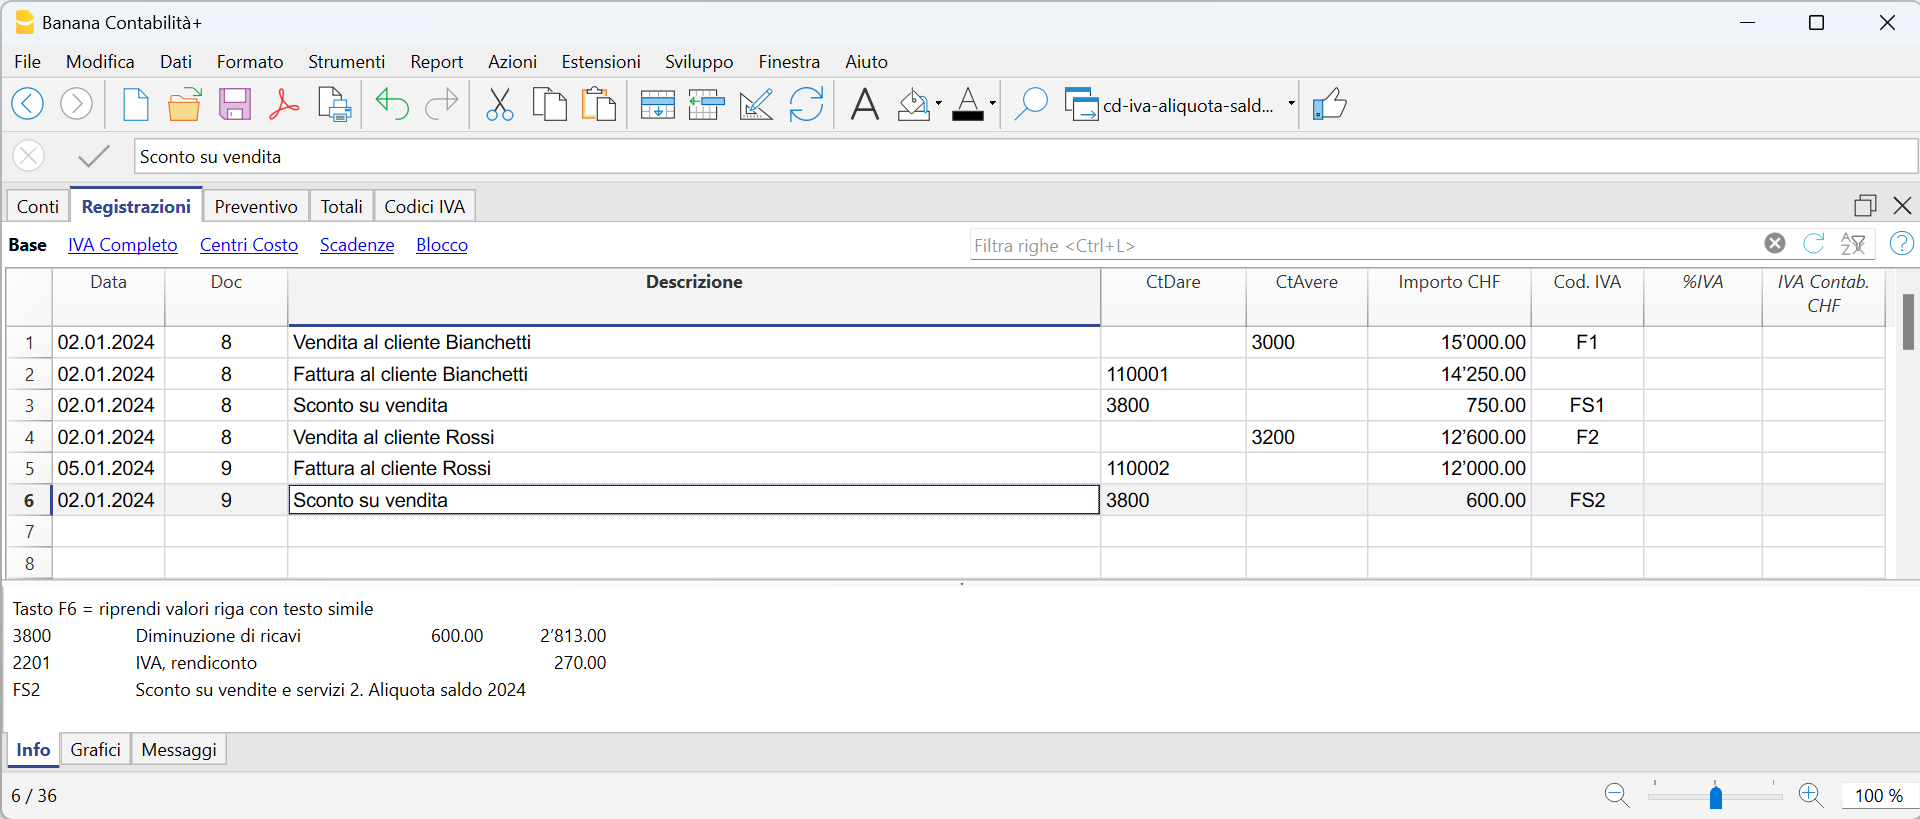 Banana Contabilità+
File Modifica Dati Formato Strumenti Report Azioni Estensioni Sviluppo Finestra Aiuto
cd-iva-aliquota-sald...
Sconto su vendita
Conti Registrazioni Preventivo Totali Codici IVA
Base IVA Completo Centri Costo Scadenze Blocco Filtra righe <Ctrl+L>
Data Doc Descrizione CtDare CtAvere Importo CHF Cod. IVA %IVA IVA Contab.
CHF
1 02.01.2024 8 Vendita al cliente Bianchetti 3000 15’000.00 F1
2 02.01.2024 8 Fattura al cliente Bianchetti 110001 14’250.00
3 02.01.2024 8 Sconto su vendita 3800 750.00 FS1
4 02.01.2024 8 Vendita al cliente Rossi 3200 12’600.00 F2
5 05.01.2024 9 Fattura al cliente Rossi 110002 12’000.00
6 02.01.2024 9 Sconto su vendita 3800 600.00 FS2
7
8
Tasto F6 = riprendi valori riga con testo simile
3800 Diminuzione di ricavi 600.00 2’813.00
2201 IVA, rendiconto 270.00
FS2 Sconto su vendite e servizi 2. Aliquota saldo 2024
Info Grafici Messaggi
6 / 36 100 %